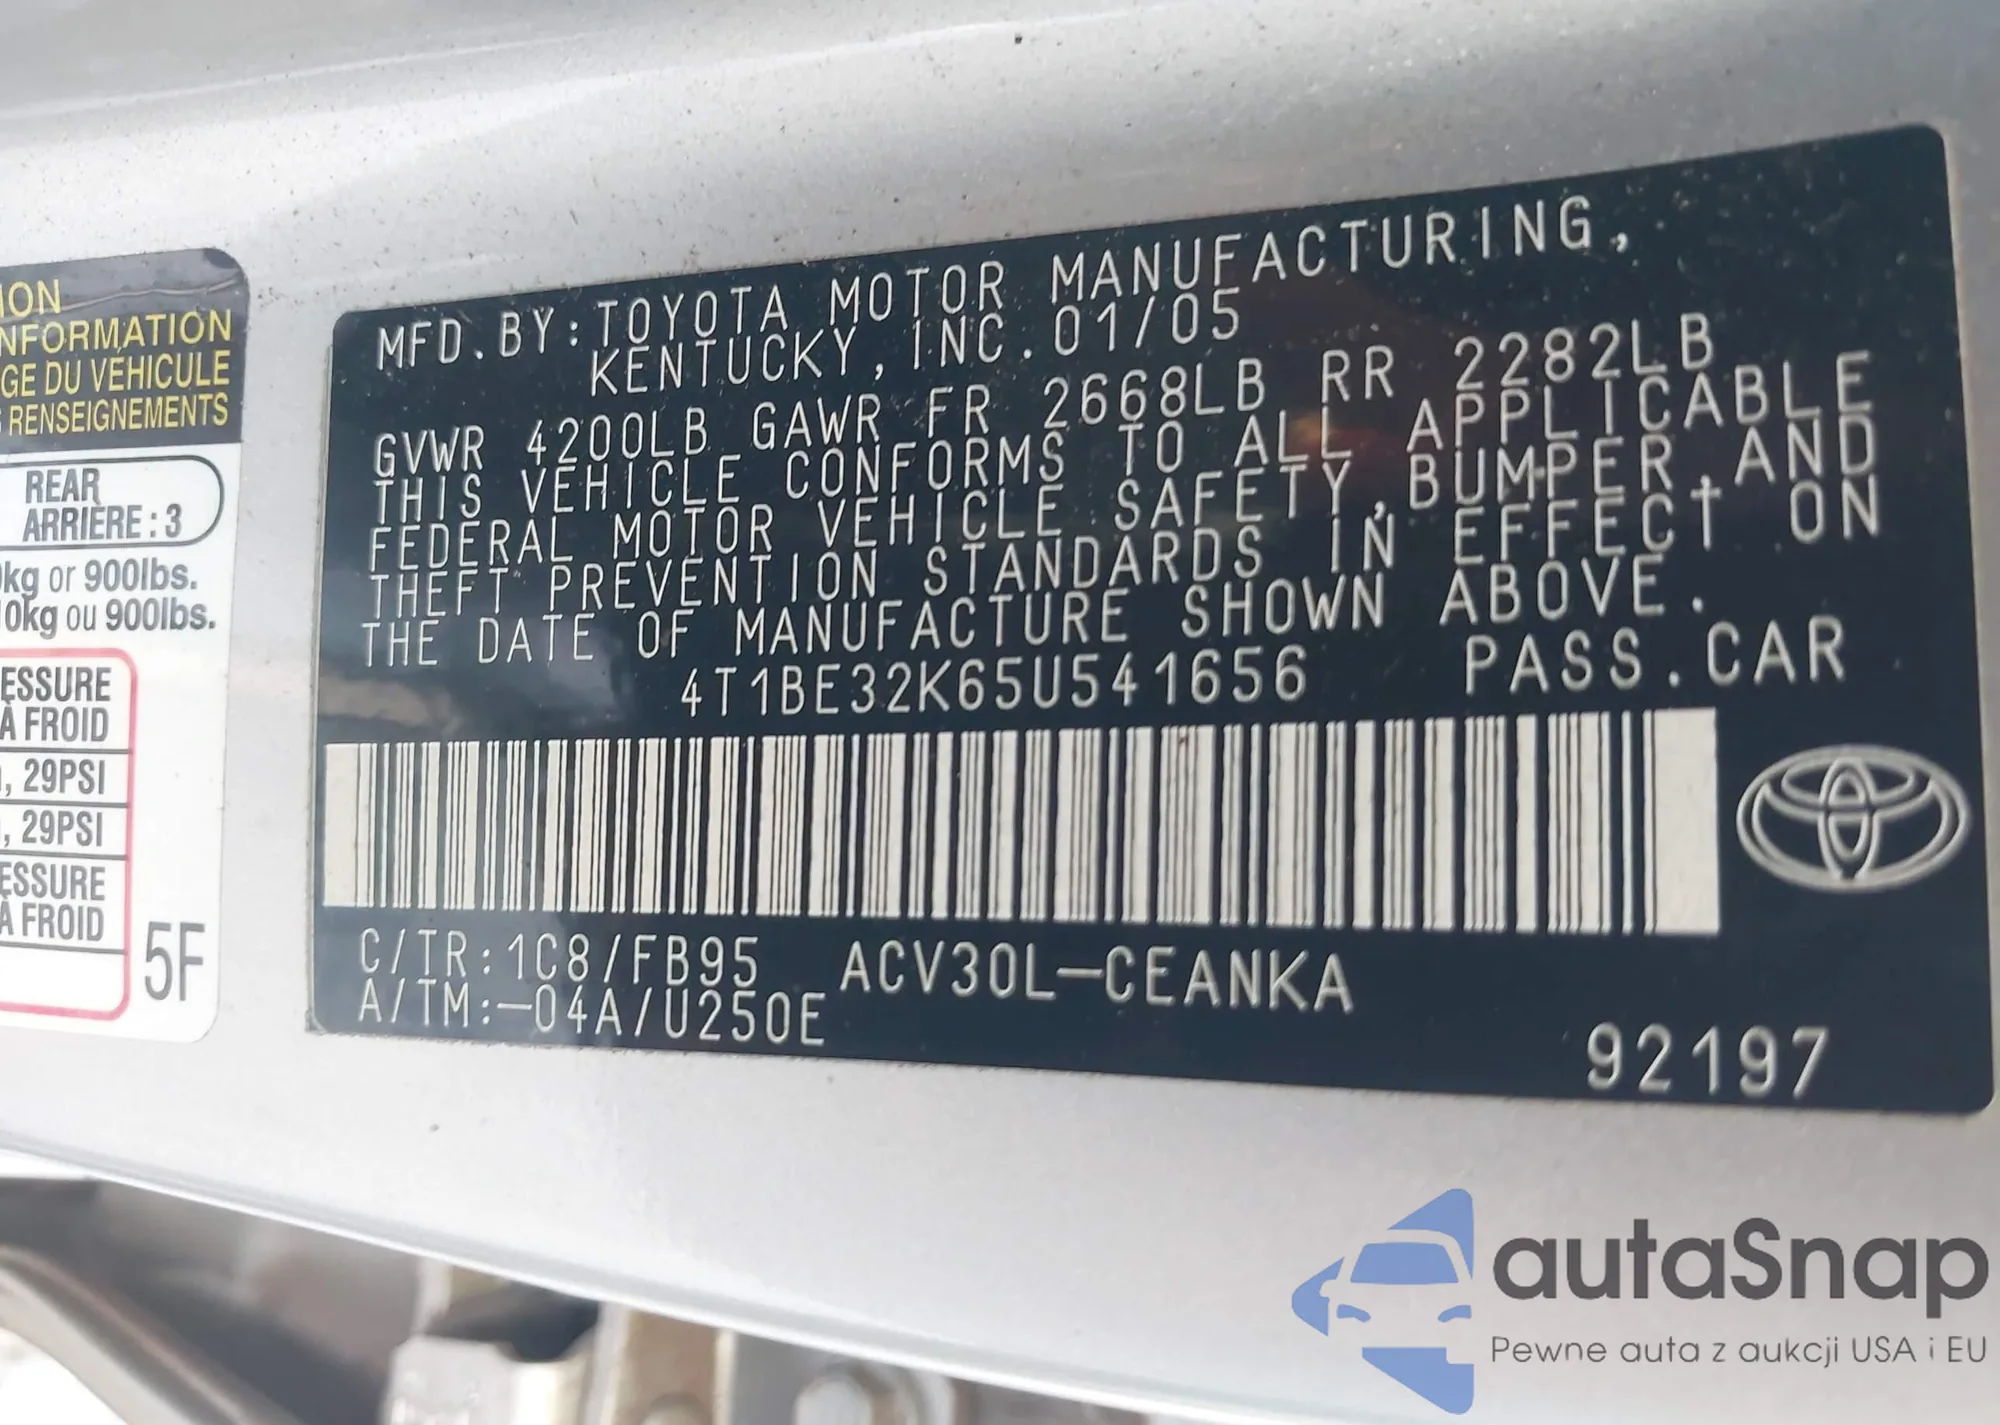 ION
NFORMATION
GE DU VÉHICULE
RENSEIGNEMENTS
REAR
ARRIÈRE : 3
kg or 900lbs.
0kg ou 900lbs.
ESSURE
À FROID
, 29PSI
, 29PSI
ESSURE
À FROID
5F
MFD. BY: TOYOTA MOTOR MANUFACTURING,
KENTUCKY, INC. 01/05
GVWR 4200LB GAWR FR 2668LB RR 2282LB
THIS VEHICLE CONFORMS TO ALL APPLICABLE
FEDERAL MOTOR VEHICLE SAFETY,BUMPER,AND
THEFT PREVENTION STANDARDS IN EFFECT ON
THE DATE OF MANUFACTURE SHOWN ABOVE.
4T1BE32K65U541656 PASS.CAR
C/TR:1C8/FB95 ACV30L-CEANKA
A/TM:-04A/U250E
92197
autaSnap
Pewne auta z aukcji USA i EU